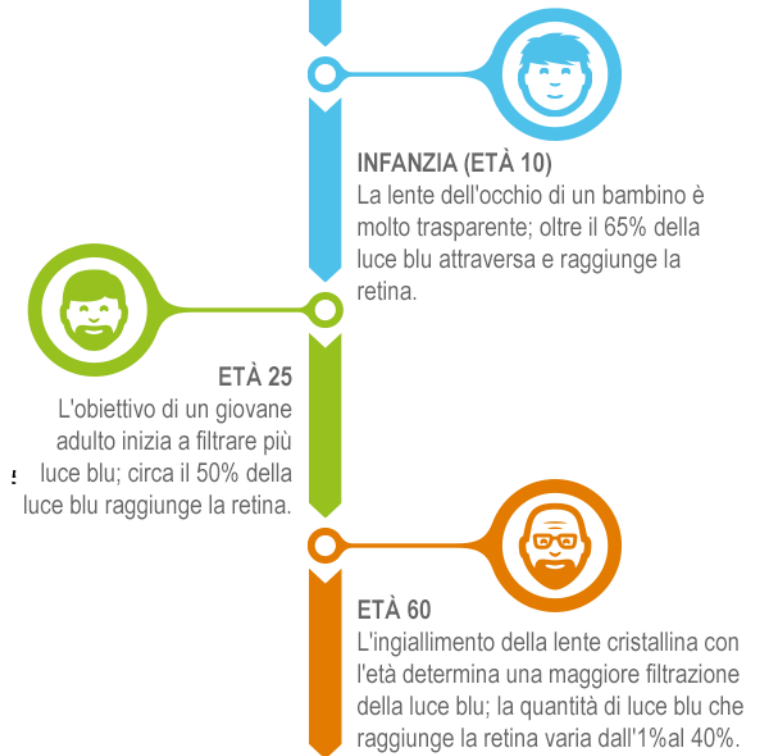 INFANZIA (ETÀ 10)
La lente dell'occhio di un bambino è
molto trasparente; oltre il 65% della
luce blu attraversa e raggiunge la
retina.
ETÀ 25
L'obiettivo di un giovane
adulto inizia a filtrare più
luce blu; circa il 50% della
luce blu raggiunge la retina.
ETÀ 60
L'ingiallimento della lente cristallina con
l'età determina una maggiore filtrazione
della luce blu; la quantità di luce blu che
raggiunge la retina varia dall'1%al 40%.